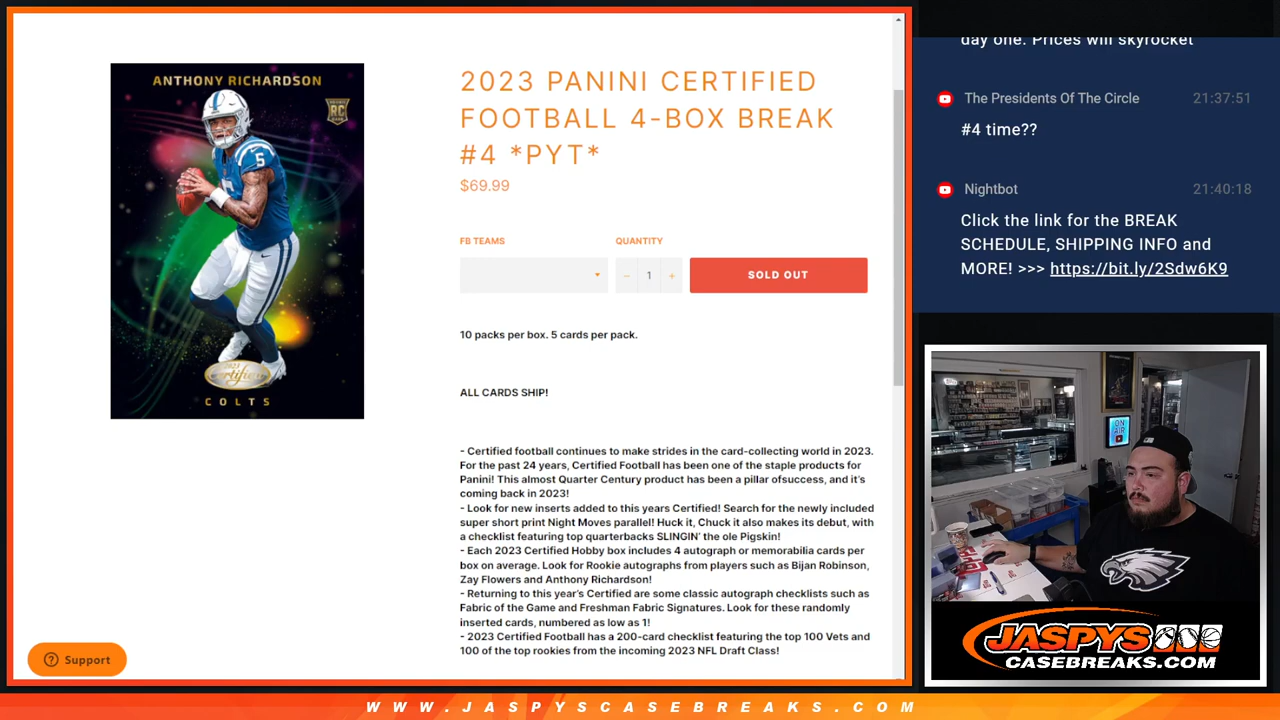 ANTHONY RICHARDSON
RC
5
Certified
COLTS
2023 PANINI CERTIFIED
FOOTBALL 4-BOX BREAK
#4 *PYT*
$69.99
FB TEAMS
QUANTITY
− 1 +
SOLD OUT
10 packs per box. 5 cards per pack.
ALL CARDS SHIP!
- Certified football continues to make strides in the card-collecting world in 2023.
For the past 24 years, Certified Football has been one of the staple products for
Panini! This almost Quarter Century product has been a pillar ofsuccess, and it's
coming back in 2023!
- Look for new inserts added to this years Certified! Search for the newly included
super short print Night Moves parallel! Huck it, Chuck it also makes its debut, with
a checklist featuring top quarterbacks SLINGIN' the ole Pigskin!
- Each 2023 Certified Hobby box includes 4 autograph or memorabilia cards per
box on average. Look for Rookie autographs from players such as Bijan Robinson,
Zay Flowers and Anthony Richardson!
- Returning to this year's Certified are some classic autograph checklists such as
Fabric of the Game and Freshman Fabric Signatures. Look for these randomly
inserted cards, numbered as low as 1!
- 2023 Certified Football has a 200-card checklist featuring the top 100 Vets and
100 of the top rookies from the incoming 2023 NFL Draft Class!
Support
day one. Prices will skyrocket
The Presidents Of The Circle 21:37:51
#4 time??
Nightbot 21:40:18
Click the link for the BREAK
SCHEDULE, SHIPPING INFO and
MORE! >>> https://bit.ly/2Sdw6K9
ON
AIR
JASPYS
CASEBREAKS.COM
WWW.JASPYSCASEBREAKS.COM